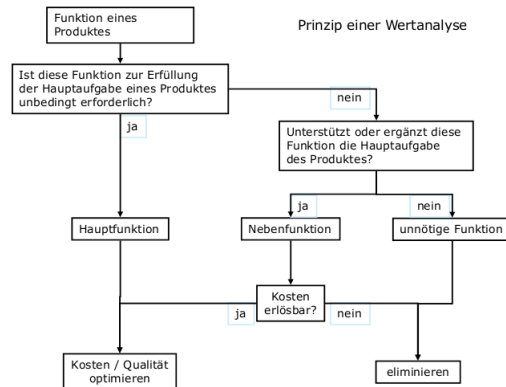 Prinzip einer Wertanalyse
Funktion eines
Produktes
Ist diese Funktion zur Erfüllung
der Hauptaufgabe eines Produktes
unbedingt erforderlich?
nein
ja
Unterstützt oder ergänzt diese
Funktion die Hauptaufgabe
des Produktes?
ja
nein
Hauptfunktion
Nebenfunktion
unnötige Funktion
Kosten
erlösbar?
ja
nein
Kosten / Qualität
optimieren
eliminieren